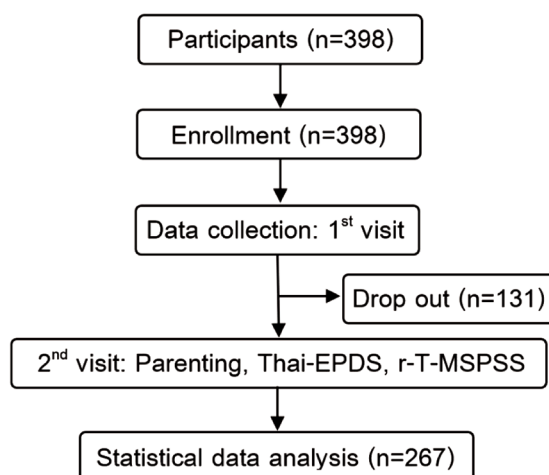 Participants (n=398)
Enrollment (n=398)
Data collection: 1st visit
Drop out (n=131)
2nd visit: Parenting, Thai-EPDS, r-T-MSPSS
Statistical data analysis (n=267)